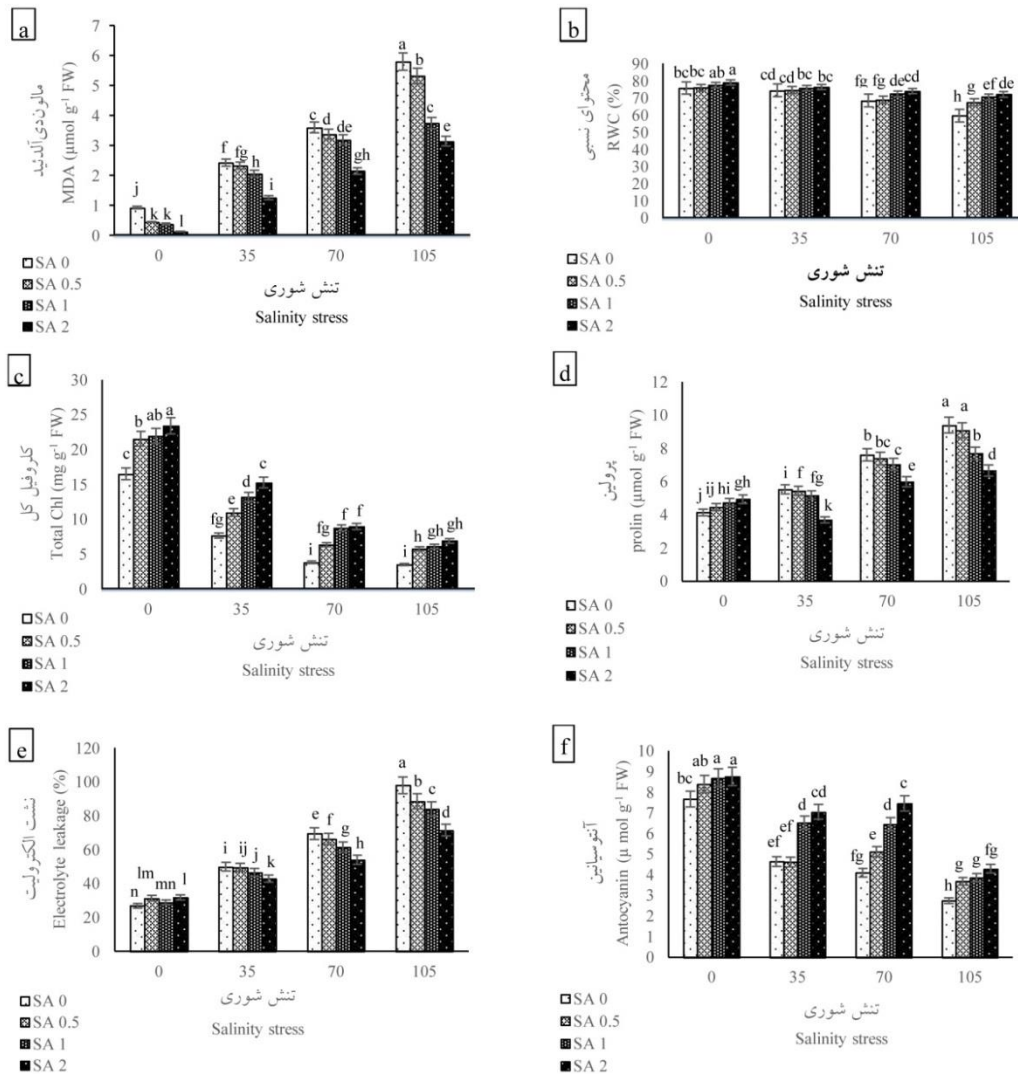 a
مالون‌دی‌آلدئید
MDA (µmol g-1 FW)
7
6
5
4
3
2
1
0
j k k l
f fg h i
c d de gh
a b c e
0 35 70 105
تنش شوری
Salinity stress
SA 0
SA 0.5
SA 1
SA 2
b
محتوای نسبی
RWC (%)
90
80
70
60
50
40
30
20
10
0
bc bc ab a
cd cd bc bc
fg fg de cd
h g ef de
0 35 70 105
تنش شوری
Salinity stress
SA 0
SA 0.5
SA 1
SA 2
c
کلروفیل کل
Total Chl (mg g-1 FW)
30
25
20
15
10
5
0
c b ab a
fg e d c
i fg f f
i h gh gh
0 35 70 105
تنش شوری
Salinity stress
SA 0
SA 0.5
SA 1
SA 2
d
پرولین
prolin (µmol g-1 FW)
12
10
8
6
4
2
0
j ij hi gh
i f fg k
b bc c e
a a b d
0 35 70 105
تنش شوری
Salinity stress
SA 0
SA 0.5
SA 1
SA 2
e
نشت الکترولیت
Electrolyte leakage (%)
120
100
80
60
40
20
0
n lm mn l
i ij j k
e f g h
a b c d
0 35 70 105
تنش شوری
Salinity stress
SA 0
SA 0.5
SA 1
SA 2
f
آنتوسیانین
Antocyanin (µ mol g-1 FW)
10
9
8
7
6
5
4
3
2
1
0
bc ab a a
ef ef d cd
fg e d c
h g g fg
0 35 70 105
تنش شوری
Salinity stress
SA 0
SA 0.5
SA 1
SA 2